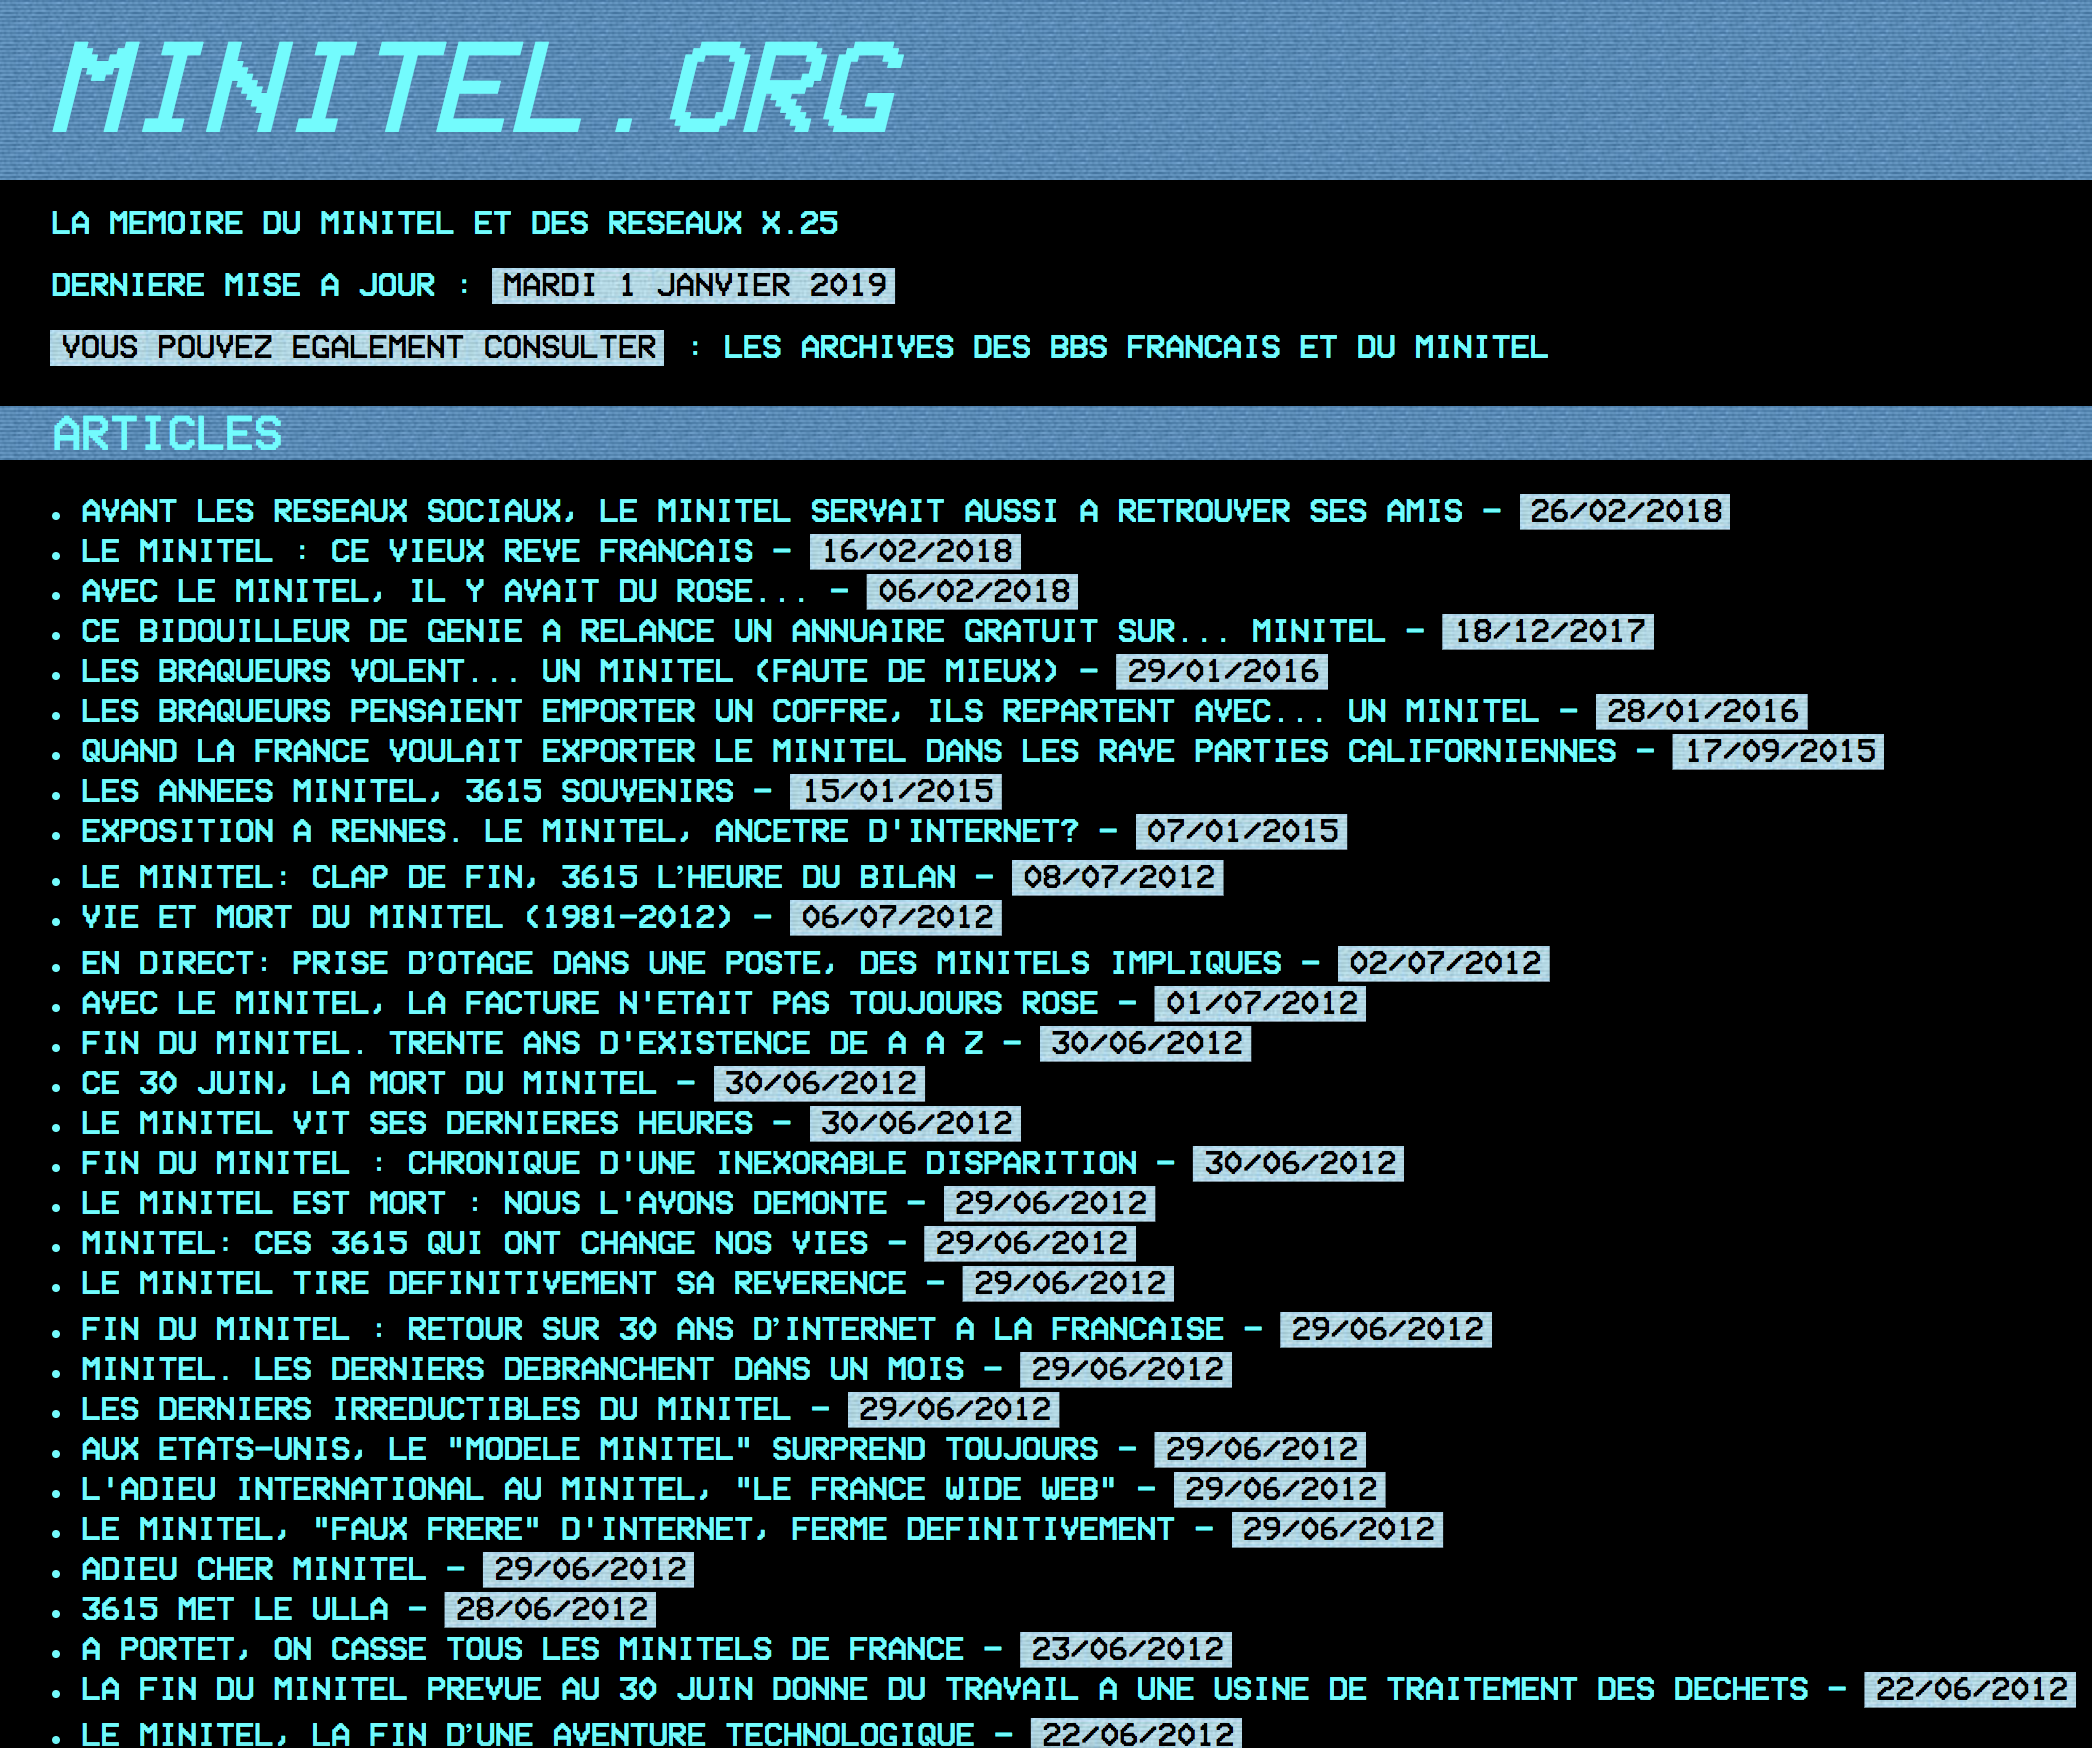 MINITEL.ORG
LA MEMOIRE DU MINITEL ET DES RESEAUX X.25
DERNIERE MISE A JOUR : MARDI 1 JANVIER 2019
VOUS POUVEZ EGALEMENT CONSULTER : LES ARCHIVES DES BBS FRANCAIS ET DU MINITEL
ARTICLES
• AVANT LES RESEAUX SOCIAUX, LE MINITEL SERVAIT AUSSI A RETROUVER SES AMIS - 26/02/2018
• LE MINITEL : CE VIEUX REVE FRANCAIS - 16/02/2018
• AVEC LE MINITEL, IL Y AVAIT DU ROSE... - 06/02/2018
• CE BIDOUILLEUR DE GENIE A RELANCE UN ANNUAIRE GRATUIT SUR... MINITEL - 18/12/2017
• LES BRAQUEURS VOLENT... UN MINITEL (FAUTE DE MIEUX) - 29/01/2016
• LES BRAQUEURS PENSAIENT EMPORTER UN COFFRE, ILS REPARTENT AVEC... UN MINITEL - 28/01/2016
• QUAND LA FRANCE VOULAIT EXPORTER LE MINITEL DANS LES RAVE PARTIES CALIFORNIENNES - 17/09/2015
• LES ANNEES MINITEL, 3615 SOUVENIRS - 15/01/2015
• EXPOSITION A RENNES. LE MINITEL, ANCETRE D'INTERNET? - 07/01/2015
• LE MINITEL: CLAP DE FIN, 3615 L’HEURE DU BILAN - 08/07/2012
• VIE ET MORT DU MINITEL (1981-2012) - 06/07/2012
• EN DIRECT: PRISE D’OTAGE DANS UNE POSTE, DES MINITELS IMPLIQUES - 02/07/2012
• AVEC LE MINITEL, LA FACTURE N'ETAIT PAS TOUJOURS ROSE - 01/07/2012
• FIN DU MINITEL. TRENTE ANS D'EXISTENCE DE A A Z - 30/06/2012
• CE 30 JUIN, LA MORT DU MINITEL - 30/06/2012
• LE MINITEL VIT SES DERNIERES HEURES - 30/06/2012
• FIN DU MINITEL : CHRONIQUE D'UNE INEXORABLE DISPARITION - 30/06/2012
• LE MINITEL EST MORT : NOUS L'AVONS DEMONTE - 29/06/2012
• MINITEL: CES 3615 QUI ONT CHANGE NOS VIES - 29/06/2012
• LE MINITEL TIRE DEFINITIVEMENT SA REVERENCE - 29/06/2012
• FIN DU MINITEL : RETOUR SUR 30 ANS D’INTERNET A LA FRANCAISE - 29/06/2012
• MINITEL. LES DERNIERS DEBRANCHENT DANS UN MOIS - 29/06/2012
• LES DERNIERS IRREDUCTIBLES DU MINITEL - 29/06/2012
• AUX ETATS-UNIS, LE "MODELE MINITEL" SURPREND TOUJOURS - 29/06/2012
• L'ADIEU INTERNATIONAL AU MINITEL, "LE FRANCE WIDE WEB" - 29/06/2012
• LE MINITEL, "FAUX FRERE" D'INTERNET, FERME DEFINITIVEMENT - 29/06/2012
• ADIEU CHER MINITEL - 29/06/2012
• 3615 MET LE ULLA - 28/06/2012
• A PORTET, ON CASSE TOUS LES MINITELS DE FRANCE - 23/06/2012
• LA FIN DU MINITEL PREVUE AU 30 JUIN DONNE DU TRAVAIL A UNE USINE DE TRAITEMENT DES DECHETS - 22/06/2012
• LE MINITEL, LA FIN D’UNE AVENTURE TECHNOLOGIQUE - 22/06/2012